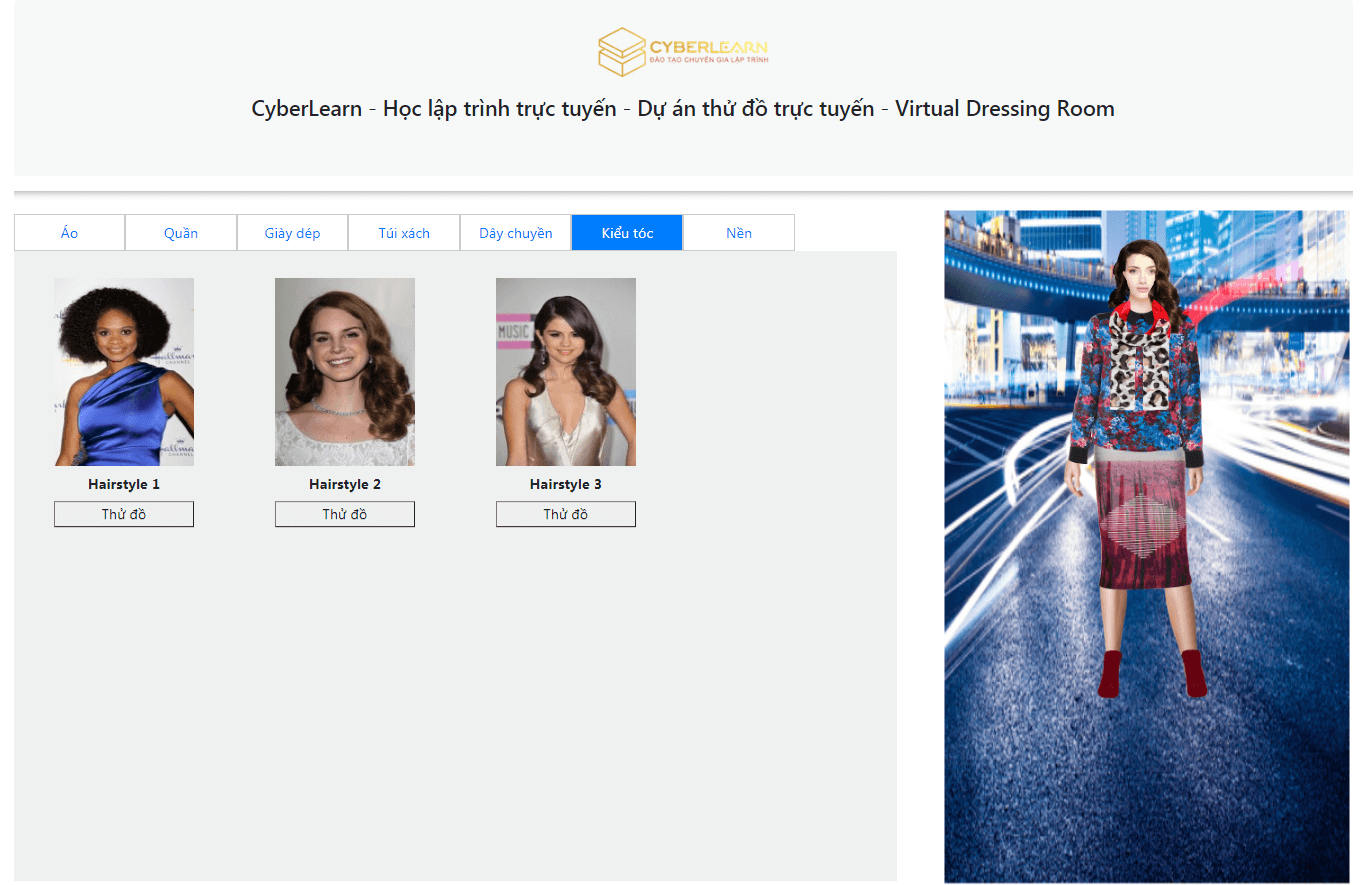 CYBERLEARN
ĐÀO TẠO CHUYÊN GIA LẬP TRÌNH
CyberLearn - Học lập trình trực tuyến - Dự án thử đồ trực tuyến - Virtual Dressing Room
Áo
Quần
Giày dép
Túi xách
Dây chuyền
Kiểu tóc
Nền
MUSIC
Hairstyle 1
Hairstyle 2
Hairstyle 3
Thử đồ
Thử đồ
Thử đồ